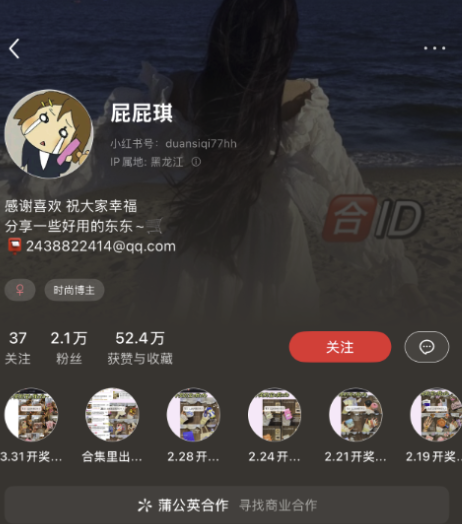 屁屁琪
小红书号：duansiqi77hh
IP属地: 黑龙江
感谢喜欢 祝大家幸福
分享一些好用的东东～
2438822414@qq.com
合ID
♀
时尚博主
37 2.1万 52.4万
关注 粉丝 获赞与收藏
关注
3.31开奖... 合集里出... 2.28开... 2.24开... 2.21开奖... 2.19开奖...
蒲公英合作 寻找商业合作